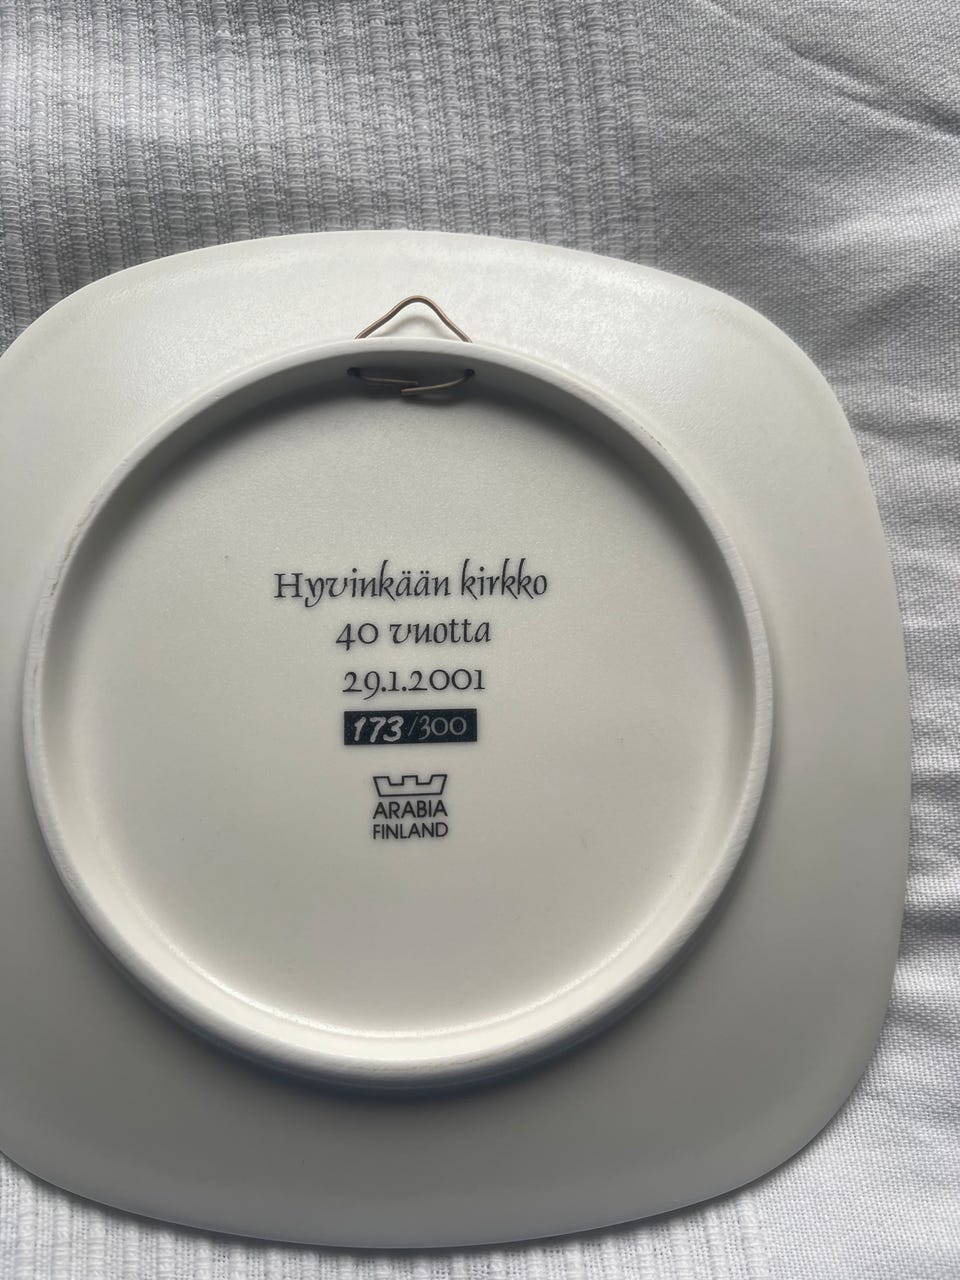 Hyvinkään kirkko
40 vuotta
29.1.2001
173/300
ARABIA
FINLAND